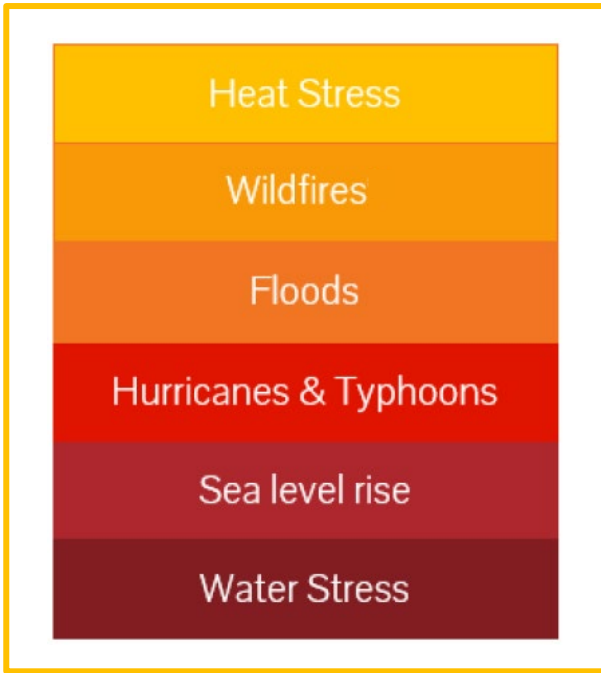 Heat Stress
Wildfires
Floods
Hurricanes & Typhoons
Sea level rise
Water Stress